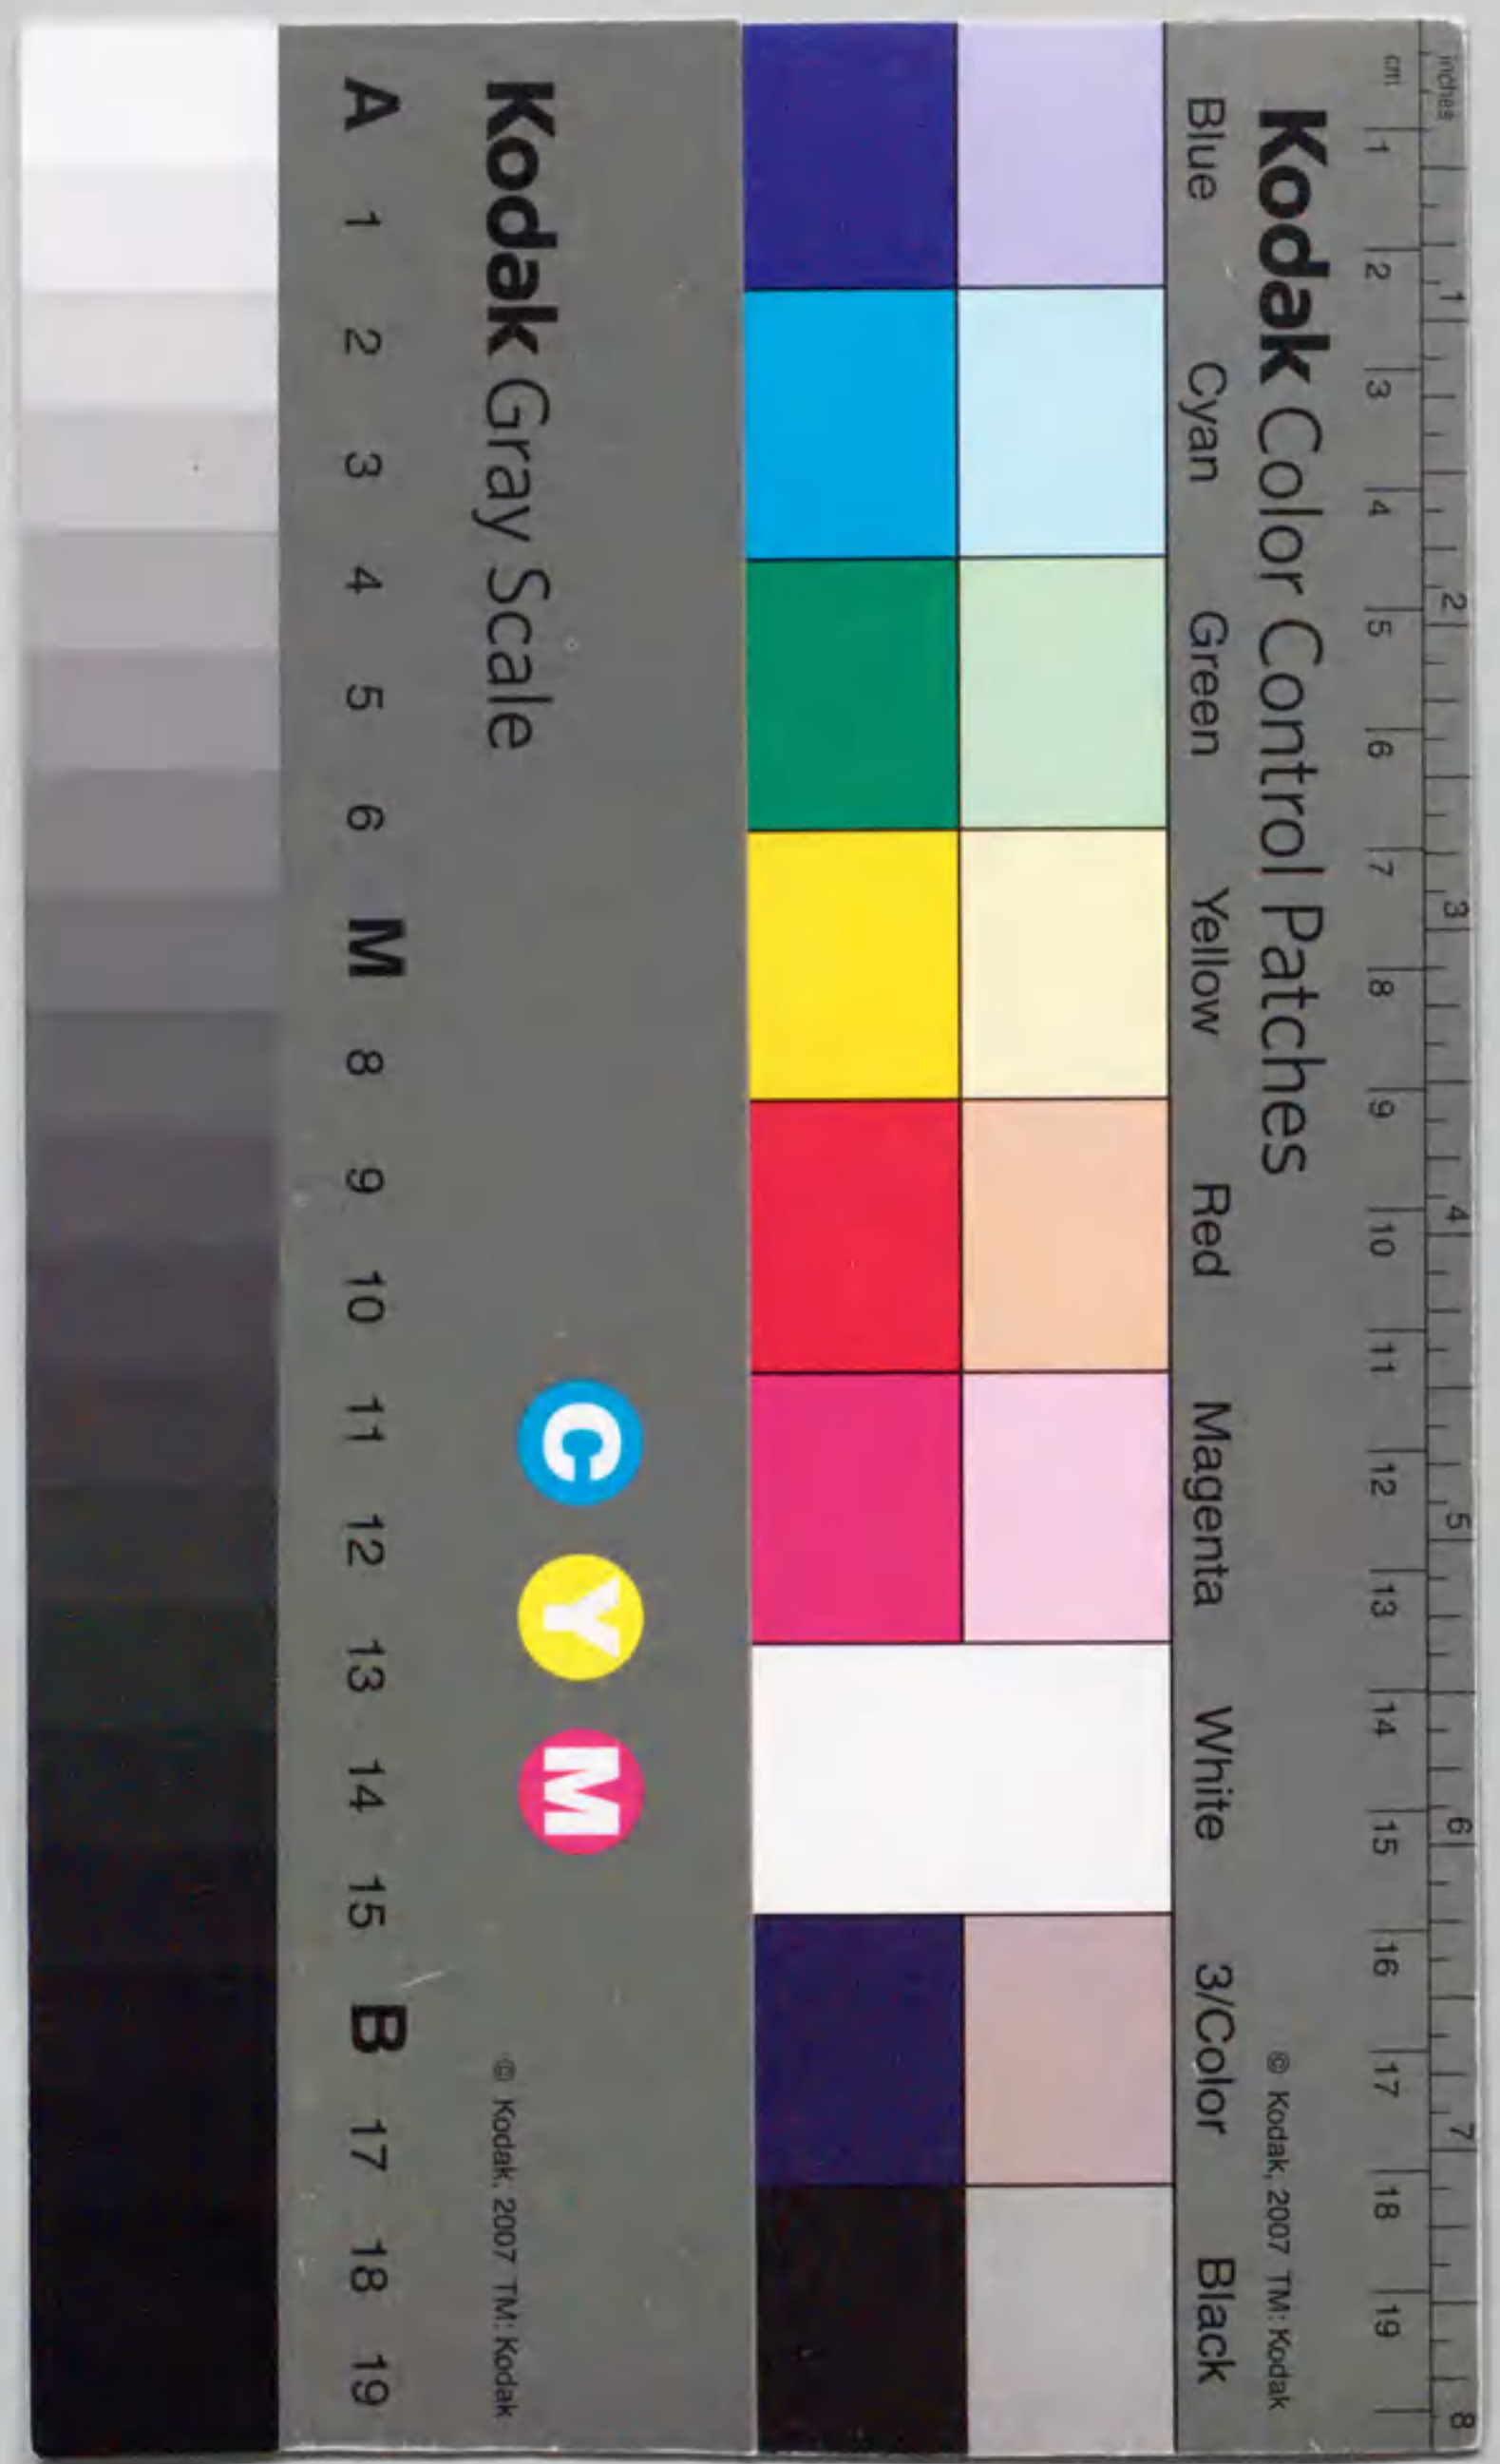 inches 1 2 3 4 5 6 7 8
cm 1 2 3 4 5 6 7 8 9 10 11 12 13 14 15 16 17 18 19
Kodak Color Control Patches
© Kodak, 2007 TM: Kodak
Blue Cyan Green Yellow Red Magenta White 3/Color Black
Kodak Gray Scale
C Y M
© Kodak, 2007 TM: Kodak
A 1 2 3 4 5 6 M 8 9 10 11 12 13 14 15 B 17 18 19